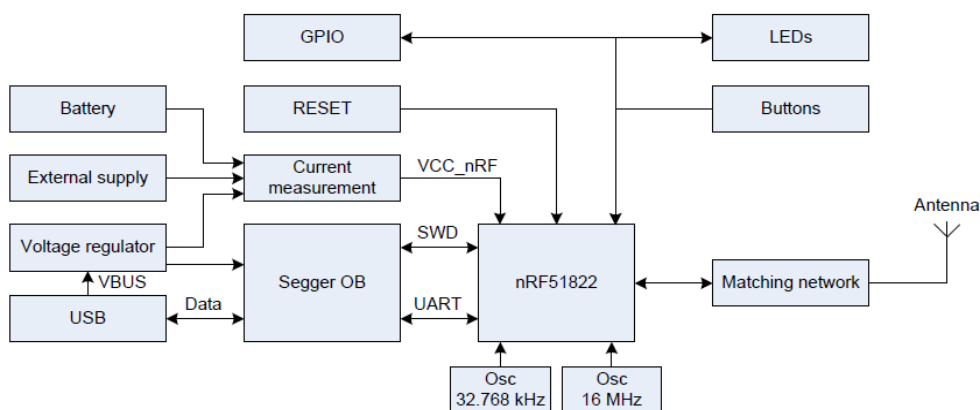 GPIO
LEDs
Battery
RESET
Buttons
External supply
Current
measurement
VCC_nRF
Antenna
Voltage regulator
SWD
Segger OB
nRF51822
Matching network
VBUS
USB
Data
UART
Osc
32.768 kHz
Osc
16 MHz